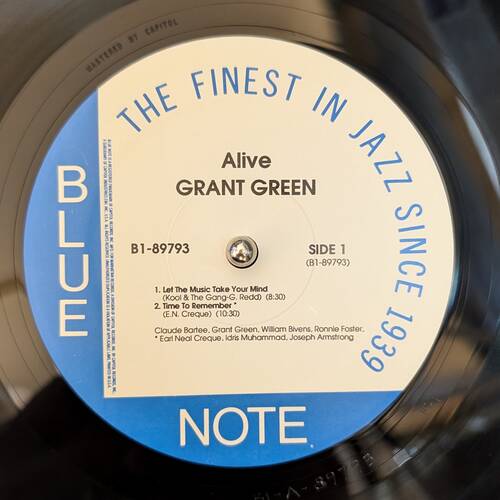 MASTERED BY CAPITOL
THE FINEST IN JAZZ SINCE 1939
BLUE
NOTE
Alive
GRANT GREEN
B1-89793
SIDE 1
(B1-89793)
1. Let The Music Take Your Mind
(Kool & The Gang-G. Redd) (8:30)
2. Time To Remember *
(E.N. Creque) (10:30)
Claude Bartee, Grant Green, William Bivens, Ronnie Foster,
* Earl Neal Creque, Idris Muhammad, Joseph Armstrong